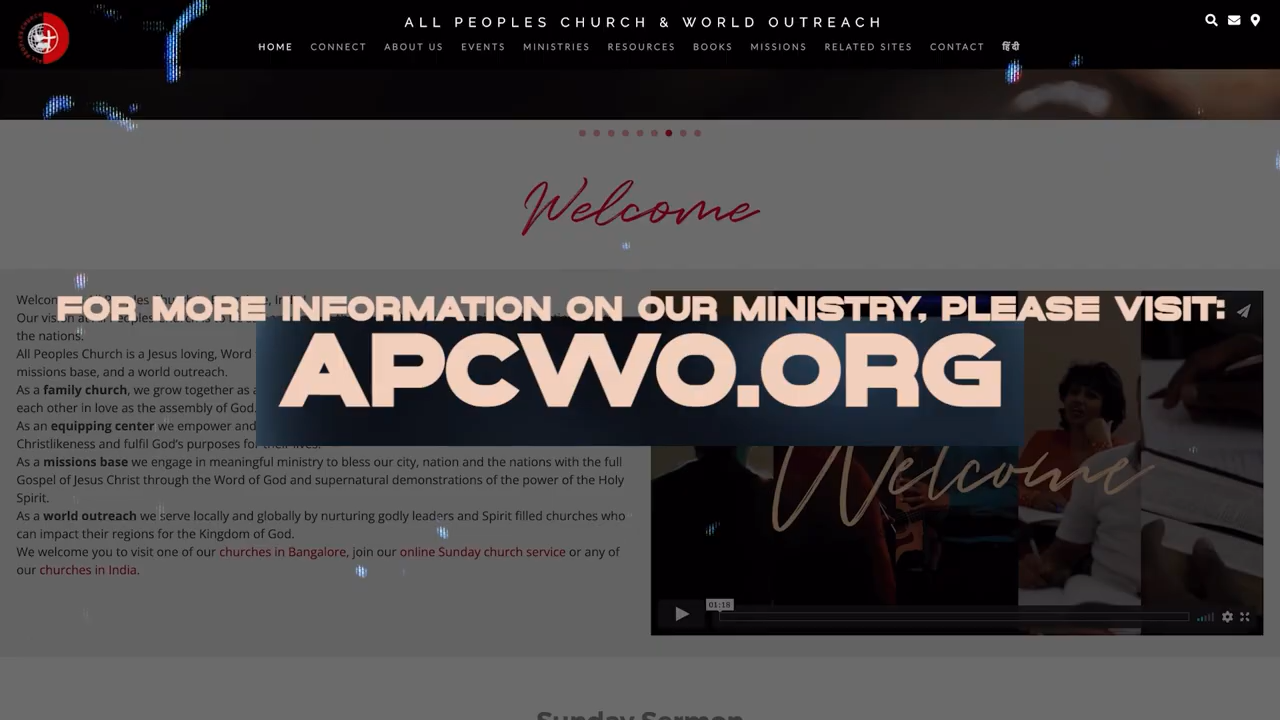 ALL PEOPLES CHURCH & WORLD OUTREACH
HOME CONNECT ABOUT US EVENTS MINISTRIES RESOURCES BOOKS MISSIONS RELATED SITES CONTACT हिंदी
Welcome
FOR MORE INFORMATION ON OUR MINISTRY, PLEASE VISIT:
APCWO.ORG
the nations.
All Peoples Church is a Jesus loving, Word
missions base, and a world outreach.
As a family church, we grow together as a
each other in love as the assembly of God.
As an equipping center we empower and
Christlikeness and fulfil God's purposes for their lives.
As a missions base we engage in meaningful ministry to bless our city, nation and the nations with the full
Gospel of Jesus Christ through the Word of God and supernatural demonstrations of the power of the Holy
Spirit.
As a world outreach we serve locally and globally by nurturing godly leaders and Spirit filled churches who
can impact their regions for the Kingdom of God.
We welcome you to visit one of our churches in Bangalore, join our online Sunday church service or any of
our churches in India.
Welcome
01:18
Sunday Sermon